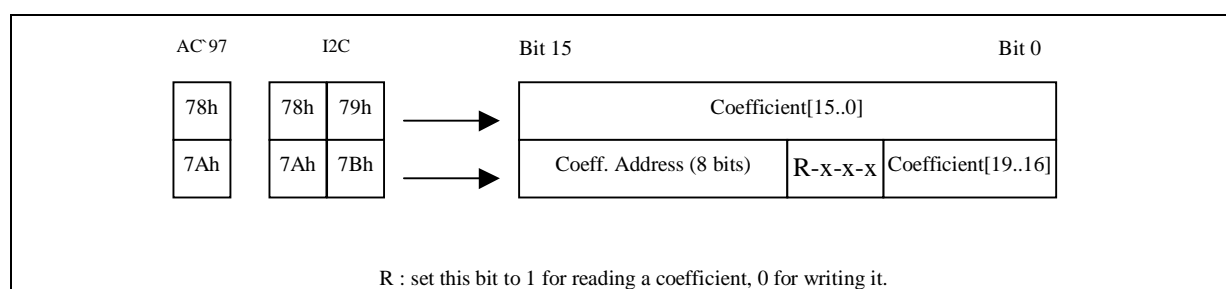 AC`97 I2C Bit 15 Bit 0
78h 78h 79h Coefficient[15..0]
7Ah 7Ah 7Bh Coeff. Address (8 bits) R-x-x-x Coefficient[19..16]
R : set this bit to 1 for reading a coefficient, 0 for writing it.